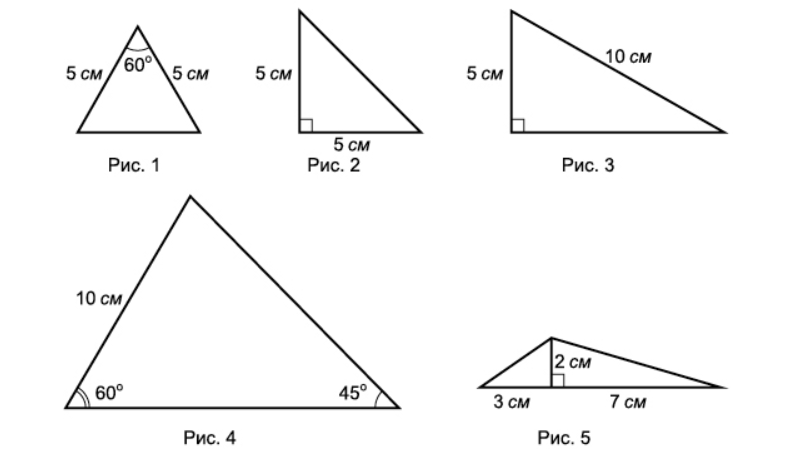 60°
5 см
5 см
Рис. 1
5 см
5 см
Рис. 2
5 см
10 см
Рис. 3
10 см
60°
45°
Рис. 4
2 см
3 см
7 см
Рис. 5